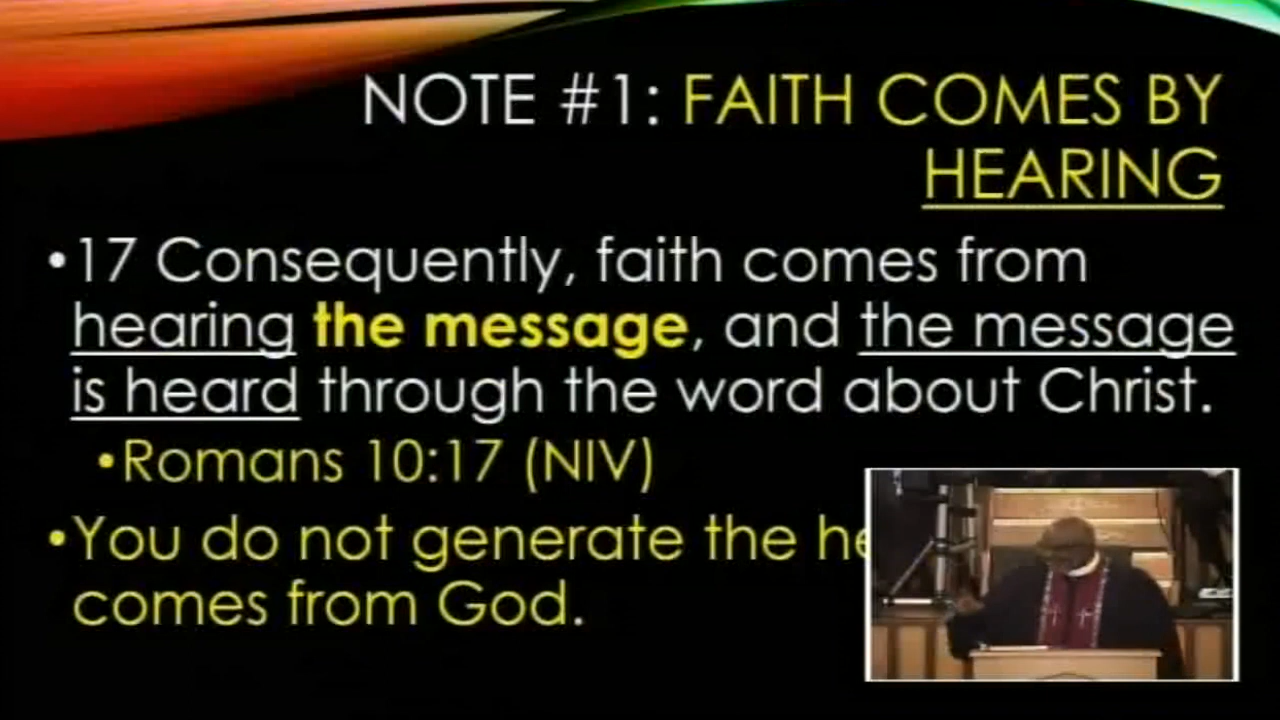 NOTE #1: FAITH COMES BY
HEARING
•17 Consequently, faith comes from
hearing the message, and the message
is heard through the word about Christ.
•Romans 10:17 (NIV)
•You do not generate the
comes from God.